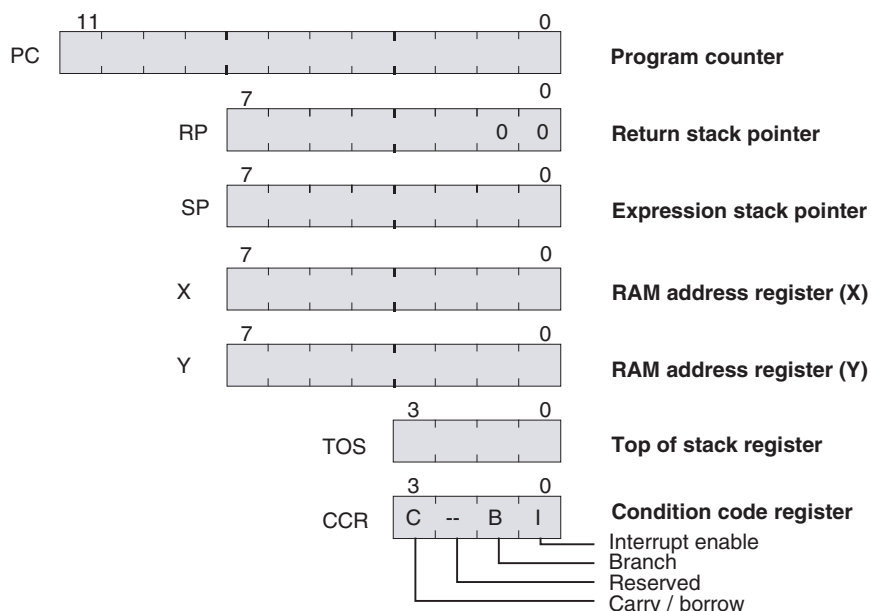 11 0
PC Program counter
7 0
RP 0 0 Return stack pointer
7 0
SP Expression stack pointer
7 0
X RAM address register (X)
7 0
Y RAM address register (Y)
3 0
TOS Top of stack register
3 0
CCR C -- B I Condition code register
Interrupt enable
Branch
Reserved
Carry / borrow